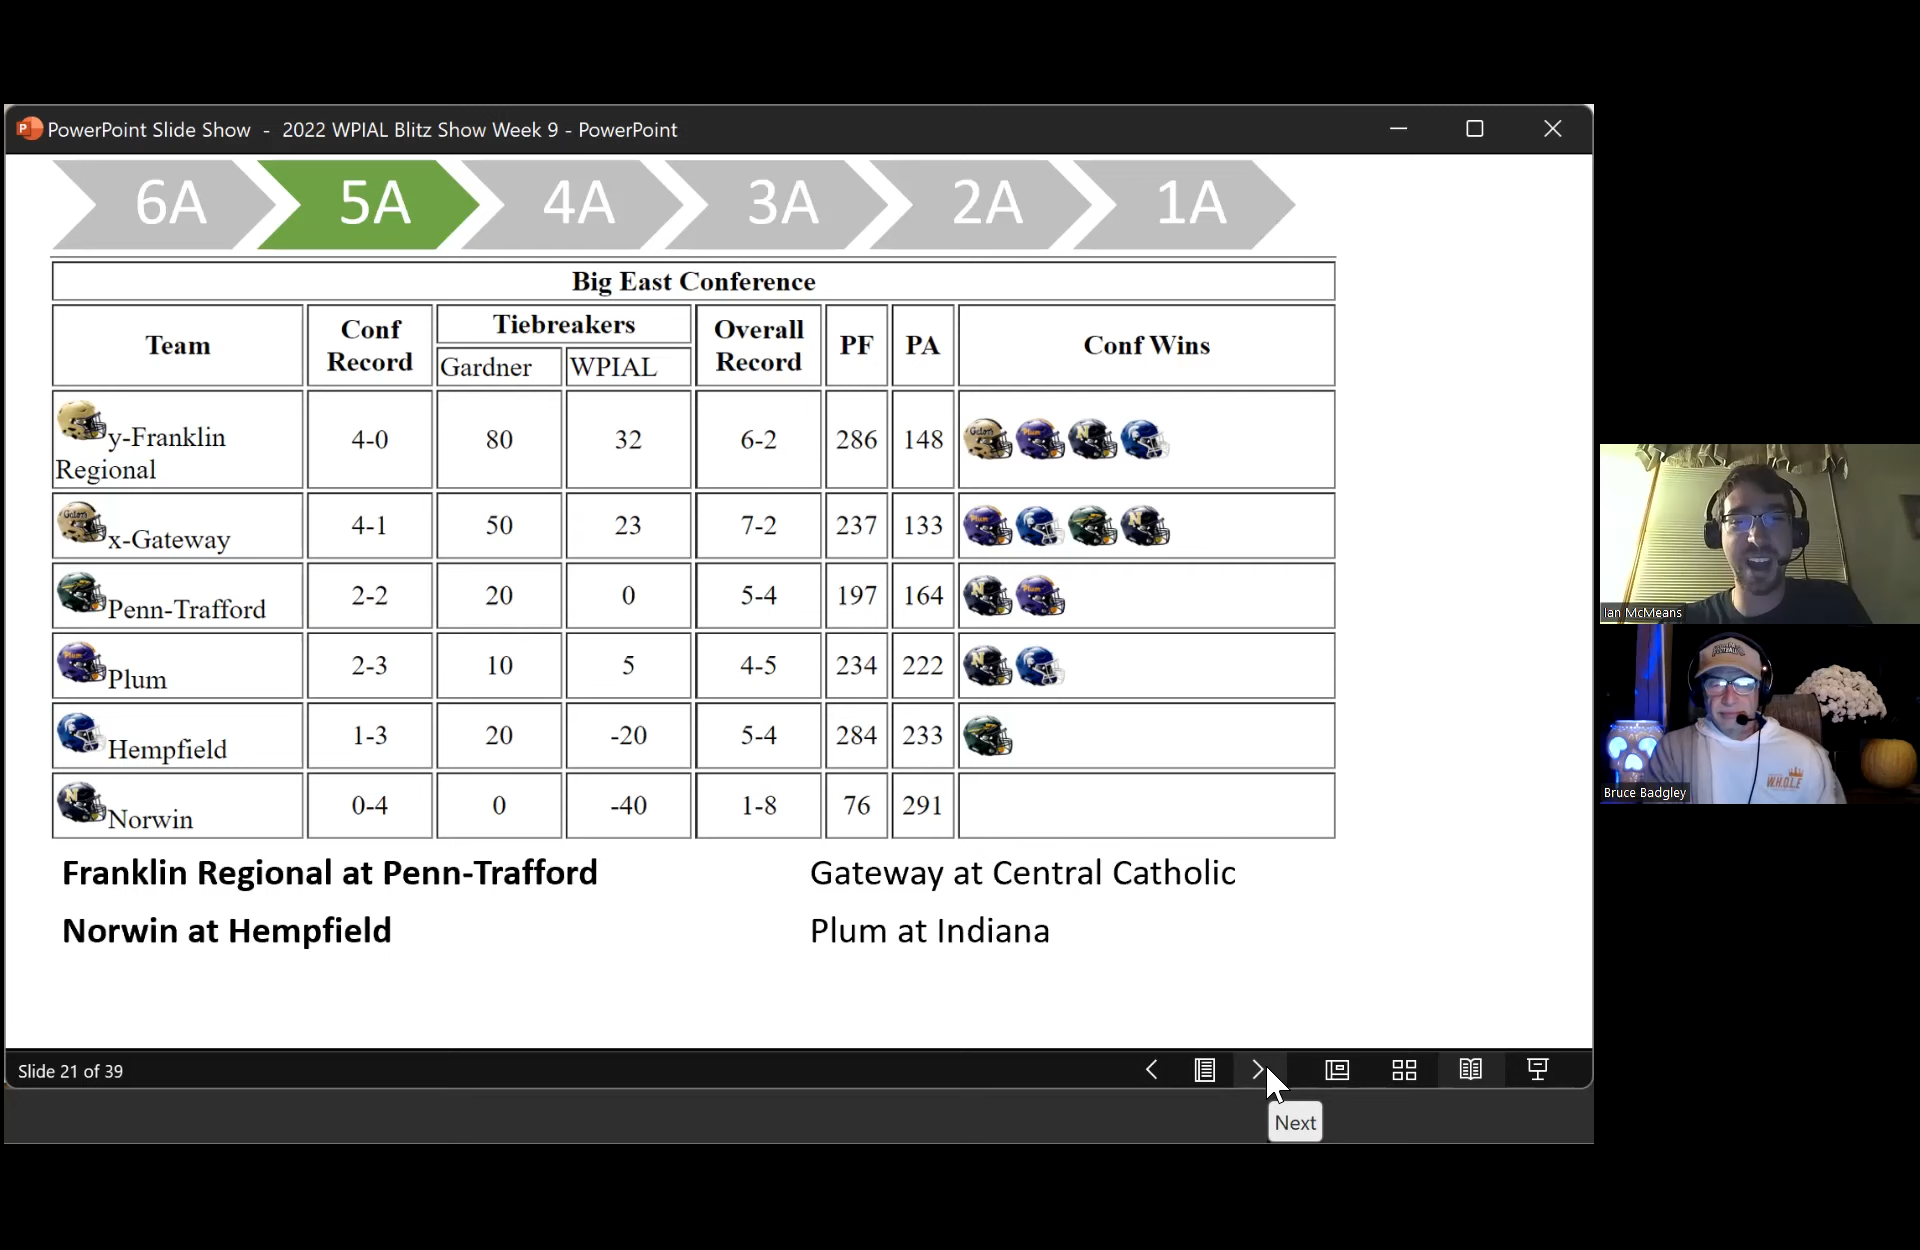 PowerPoint Slide Show - 2022 WPIAL Blitz Show Week 9 - PowerPoint
6A 5A 4A 3A 2A 1A
Big East Conference
Team Conf Record Tiebreakers Overall Record PF PA Conf Wins
Gardner WPIAL
y-Franklin Regional 4-0 80 32 6-2 286 148
x-Gateway 4-1 50 23 7-2 237 133
Penn-Trafford 2-2 20 0 5-4 197 164
Plum 2-3 10 5 4-5 234 222
Hempfield 1-3 20 -20 5-4 284 233
Norwin 0-4 0 -40 1-8 76 291
Franklin Regional at Penn-Trafford
Gateway at Central Catholic
Norwin at Hempfield
Plum at Indiana
Ian McMeans
W.H.O.L.E
Bruce Badgley
Slide 21 of 39
Next